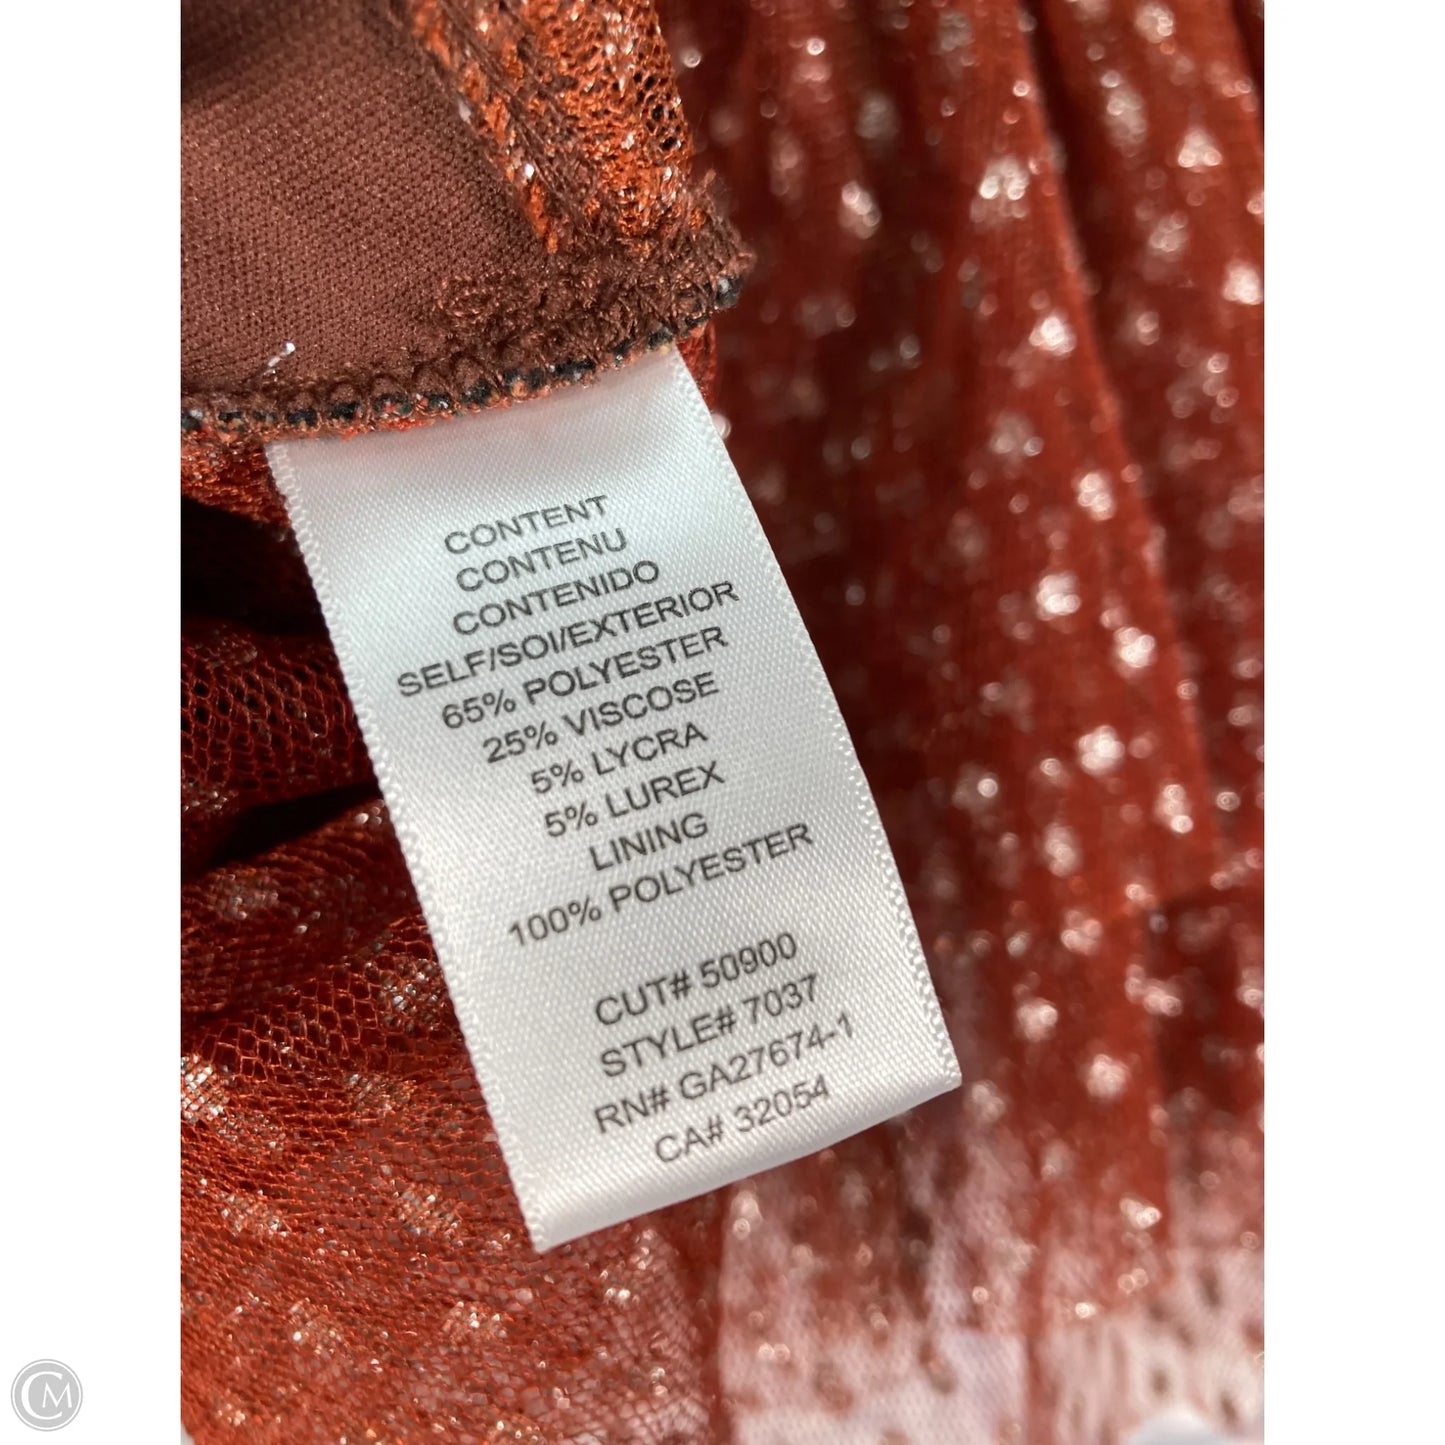 CONTENT
CONTENU
CONTENIDO
SELF/SOI/EXTERIOR
65% POLYESTER
25% VISCOSE
5% LYCRA
5% LUREX
LINING
100% POLYESTER
CUT# 50900
STYLE# 7037
RN# GA27674-1
CA# 32054
CM